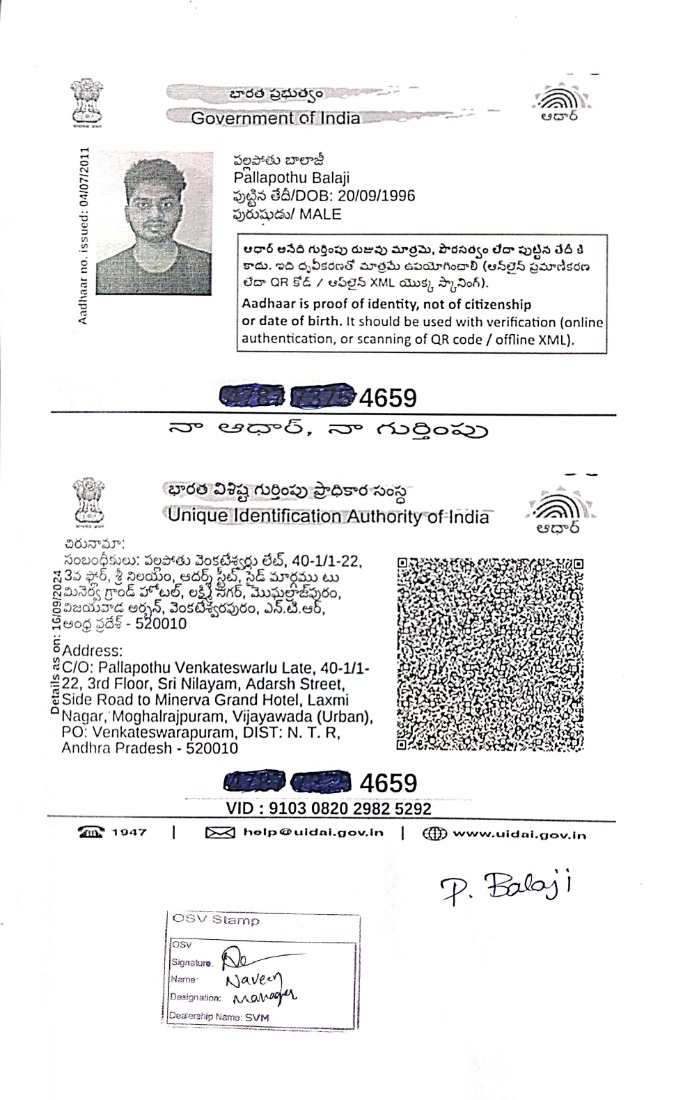 భారత ప్రభుత్వం
Government of India
ఆధార్
Aadhaar no. issued: 04/07/2011
పల్లపోతు బాలాజీ
Pallapothu Balaji
పుట్టిన తేదీ/DOB: 20/09/1996
పురుషుడు/ MALE
ఆధార్ అనేది గుర్తింపు రుజువు మాత్రమే, పౌరసత్వం లేదా పుట్టిన తేదీ కి
కాదు. ఇది ధృవీకరణతో మాత్రమే ఉపయోగించాలి (ఆన్‌లైన్ ప్రమాణీకరణ
లేదా QR కోడ్ / ఆఫ్‌లైన్ XML యొక్క స్కానింగ్).
Aadhaar is proof of identity, not of citizenship
or date of birth. It should be used with verification (online
authentication, or scanning of QR code / offline XML).
4659
నా ఆధార్, నా గుర్తింపు
భారత విశిష్ట గుర్తింపు ప్రాధికార సంస్థ
Unique Identification Authority of India
ఆధార్
Details as on: 16/09/2024
చిరునామా:
సంబంధీకులు: పల్లపోతు వెంకటేశ్వర్లు లేట్, 40-1/1-22,
3వ ఫ్లోర్, శ్రీ నిలయం, ఆదర్శ్ స్ట్రీట్, సైడ్ మార్గము టు
మినెర్వ గ్రాండ్ హోటల్, లక్ష్మి నగర్, మొఘల్రాజ్‌పురం,
విజయవాడ అర్బన్, వెంకటేశ్వరపురం, ఎన్.టి.ఆర్,
ఆంధ్ర ప్రదేశ్ - 520010
Address:
C/O: Pallapothu Venkateswarlu Late, 40-1/1-
22, 3rd Floor, Sri Nilayam, Adarsh Street,
Side Road to Minerva Grand Hotel, Laxmi
Nagar, Moghalrajpuram, Vijayawada (Urban),
PO: Venkateswarapuram, DIST: N. T. R,
Andhra Pradesh - 520010
4659
VID : 9103 0820 2982 5292
1947 | help@uidai.gov.in | www.uidai.gov.in
P. Balaji
OSV Stamp
OSV
Signature:
Name: Naveen
Designation: Manager
Dealership Name: SVM